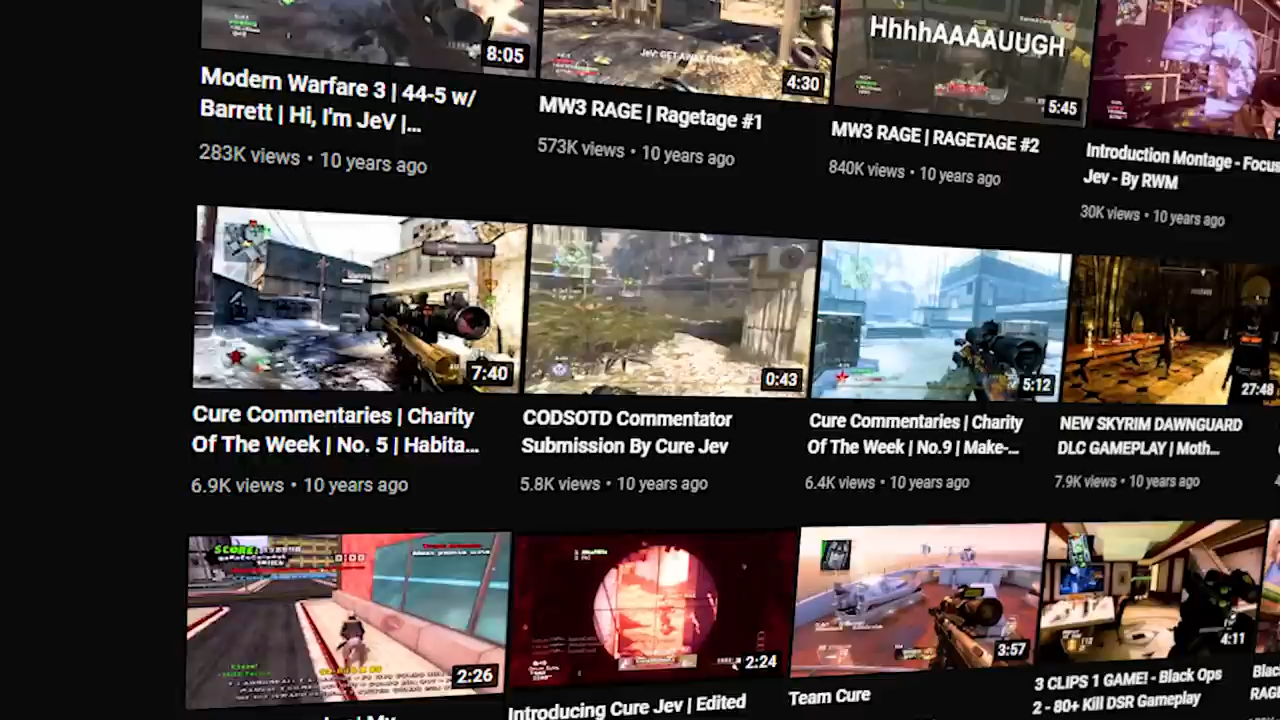 8:05
4:30
HhhhAAAAUUGH
5:45
Modern Warfare 3 | 44-5 w/
Barrett | Hi, I'm JeV |...
283K views • 10 years ago
MW3 RAGE | Ragetage #1
573K views • 10 years ago
MW3 RAGE | RAGETAGE #2
840K views • 10 years ago
Introduction Montage - Focus
Jev - By RWM
30K views • 10 years ago
7:40
0:43
5:12
27:48
Cure Commentaries | Charity
Of The Week | No. 5 | Habita...
6.9K views • 10 years ago
CODSOTD Commentator
Submission By Cure Jev
5.8K views • 10 years ago
Cure Commentaries | Charity
Of The Week | No.9 | Make-...
6.4K views • 10 years ago
NEW SKYRIM DAWNGUARD
DLC GAMEPLAY | Moth...
7.9K views • 10 years ago
SCORE:
2:26
2:24
3:57
4:11
Introducing Cure Jev | Edited
Team Cure
3 CLIPS 1 GAME! - Black Ops
2 - 80+ Kill DSR Gameplay